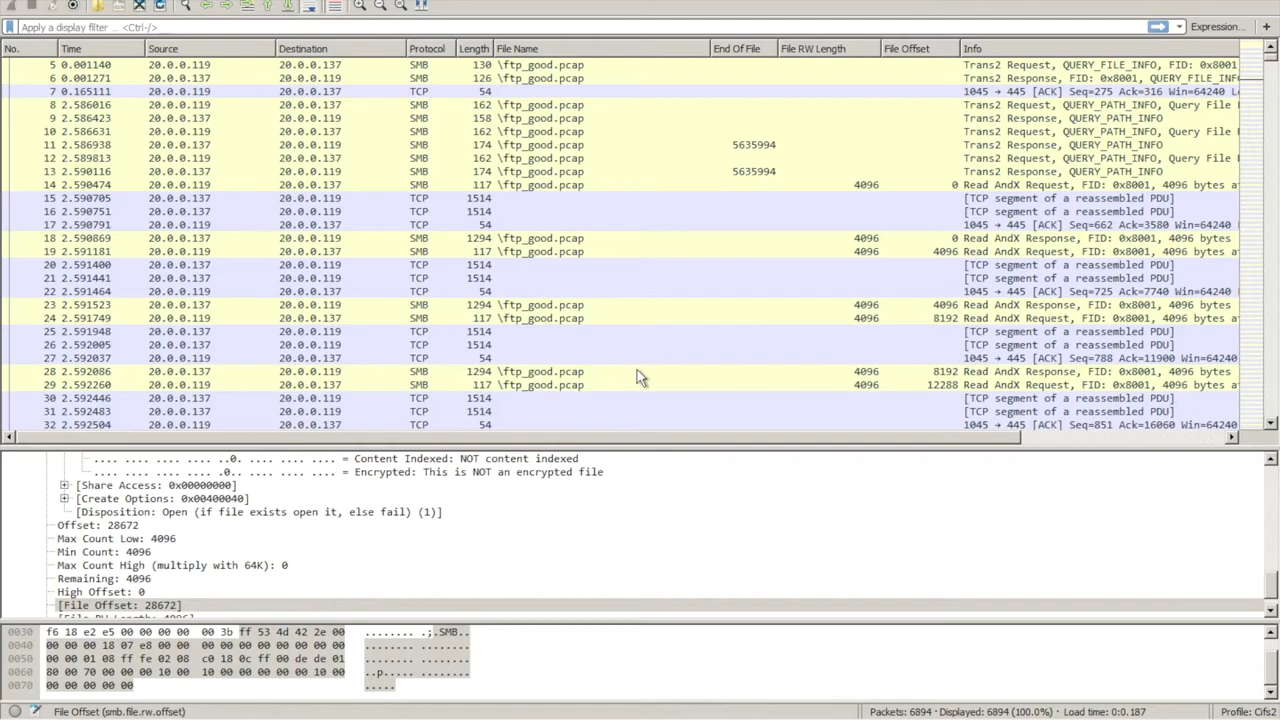 Apply a display filter ... <Ctrl-/>
Expression...
+
No. Time Source Destination Protocol Length File Name End Of File File RW Length File Offset Info
5 0.001140 20.0.0.119 20.0.0.137 SMB 130 \ftp_good.pcap Trans2 Request, QUERY_FILE_INFO, FID: 0x8001
6 0.001271 20.0.0.137 20.0.0.119 SMB 126 \ftp_good.pcap Trans2 Response, FID: 0x8001, QUERY_FILE_INF
7 0.165111 20.0.0.119 20.0.0.137 TCP 54 1045 → 445 [ACK] Seq=275 Ack=316 Win=64240 L
8 2.586016 20.0.0.119 20.0.0.137 SMB 162 \ftp_good.pcap Trans2 Request, QUERY_PATH_INFO, Query File
9 2.586423 20.0.0.137 20.0.0.119 SMB 158 \ftp_good.pcap Trans2 Response, QUERY_PATH_INFO
10 2.586631 20.0.0.119 20.0.0.137 SMB 162 \ftp_good.pcap Trans2 Request, QUERY_PATH_INFO, Query File
11 2.586938 20.0.0.137 20.0.0.119 SMB 174 \ftp_good.pcap 5635994 Trans2 Response, QUERY_PATH_INFO
12 2.589813 20.0.0.119 20.0.0.137 SMB 162 \ftp_good.pcap Trans2 Request, QUERY_PATH_INFO, Query File
13 2.590116 20.0.0.137 20.0.0.119 SMB 174 \ftp_good.pcap 5635994 Trans2 Response, QUERY_PATH_INFO
14 2.590474 20.0.0.119 20.0.0.137 SMB 117 \ftp_good.pcap 4096 0 Read AndX Request, FID: 0x8001, 4096 bytes at
15 2.590705 20.0.0.137 20.0.0.119 TCP 1514 [TCP segment of a reassembled PDU]
16 2.590751 20.0.0.137 20.0.0.119 TCP 1514 [TCP segment of a reassembled PDU]
17 2.590791 20.0.0.119 20.0.0.137 TCP 54 1045 → 445 [ACK] Seq=662 Ack=3580 Win=64240
18 2.590869 20.0.0.137 20.0.0.119 SMB 1294 \ftp_good.pcap 4096 0 Read AndX Response, FID: 0x8001, 4096 bytes
19 2.591181 20.0.0.119 20.0.0.137 SMB 117 \ftp_good.pcap 4096 4096 Read AndX Request, FID: 0x8001, 4096 bytes at
20 2.591400 20.0.0.137 20.0.0.119 TCP 1514 [TCP segment of a reassembled PDU]
21 2.591441 20.0.0.137 20.0.0.119 TCP 1514 [TCP segment of a reassembled PDU]
22 2.591464 20.0.0.119 20.0.0.137 TCP 54 1045 → 445 [ACK] Seq=725 Ack=7740 Win=64240
23 2.591523 20.0.0.137 20.0.0.119 SMB 1294 \ftp_good.pcap 4096 4096 Read AndX Response, FID: 0x8001, 4096 bytes
24 2.591749 20.0.0.119 20.0.0.137 SMB 117 \ftp_good.pcap 4096 8192 Read AndX Request, FID: 0x8001, 4096 bytes at
25 2.591948 20.0.0.137 20.0.0.119 TCP 1514 [TCP segment of a reassembled PDU]
26 2.592005 20.0.0.137 20.0.0.119 TCP 1514 [TCP segment of a reassembled PDU]
27 2.592037 20.0.0.119 20.0.0.137 TCP 54 1045 → 445 [ACK] Seq=788 Ack=11900 Win=64240
28 2.592086 20.0.0.137 20.0.0.119 SMB 1294 \ftp_good.pcap 4096 8192 Read AndX Response, FID: 0x8001, 4096 bytes
29 2.592260 20.0.0.119 20.0.0.137 SMB 117 \ftp_good.pcap 4096 12288 Read AndX Request, FID: 0x8001, 4096 bytes at
30 2.592446 20.0.0.137 20.0.0.119 TCP 1514 [TCP segment of a reassembled PDU]
31 2.592483 20.0.0.137 20.0.0.119 TCP 1514 [TCP segment of a reassembled PDU]
32 2.592504 20.0.0.119 20.0.0.137 TCP 54 1045 → 445 [ACK] Seq=851 Ack=16060 Win=64240
.... .... .... .... ..0. .... .... .... = Content Indexed: NOT content indexed
.... .... .... .... .0.. .... .... .... = Encrypted: This is NOT an encrypted file
[Share Access: 0x00000000]
[Create Options: 0x00400040]
[Disposition: Open (if file exists open it, else fail) (1)]
Offset: 28672
Max Count Low: 4096
Min Count: 4096
Max Count High (multiply with 64K): 0
Remaining: 4096
High Offset: 0
[File Offset: 28672]
[File RW Length: 4096]
0030 f6 18 e2 e5 00 00 00 00 00 3b ff 53 4d 42 2e 00 ........ .;.SMB..
0040 00 00 00 18 07 e8 00 00 00 00 00 00 00 00 00 00 ........ ........
0050 00 00 01 08 ff fe 02 08 c0 18 0c ff 00 de de 01 ........ ........
0060 80 00 70 00 00 00 10 00 10 00 00 00 00 10 00 ..p..... ........
0070 00 00 00 00 00 .....
File Offset (smb.file.rw.offset)
Packets: 6894 · Displayed: 6894 (100.0%) · Load time: 0:0.187
Profile: Cifs2